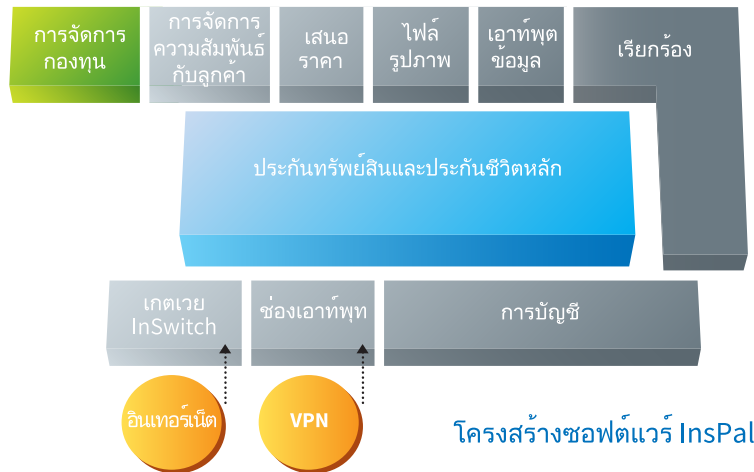 การจัดการ
กองทุน
การจัดการ
ความสัมพันธ์
กับลูกค้า
เสนอ
ราคา
ไฟล์
รูปภาพ
เอาท์พุต
ข้อมูล
เรียกร้อง
ประกันทรัพย์สินและประกันชีวิตหลัก
เกตเวย
InSwitch
ช่องเอาท์พุท
การบัญชี
อินเทอร์เน็ต
VPN
โครงสร้างซอฟต์แวร์ InsPal